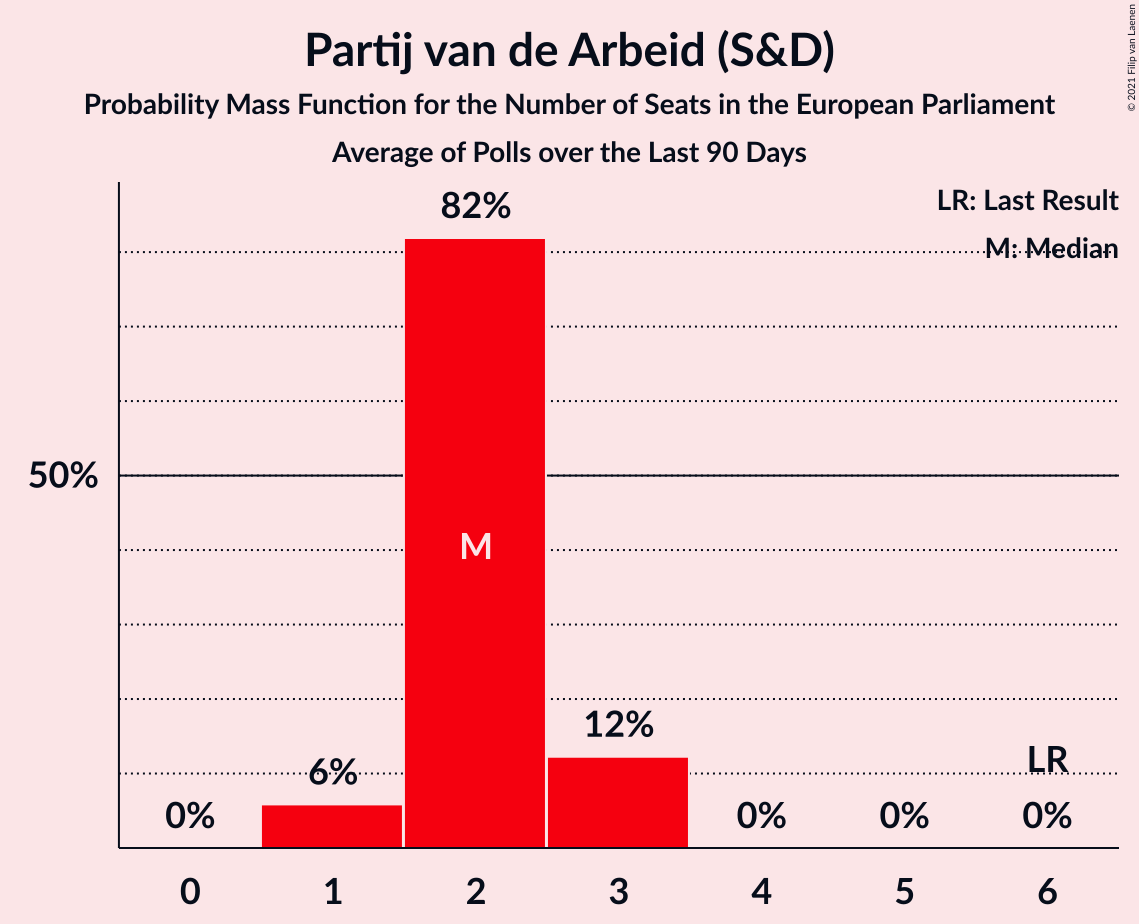 Partij van de Arbeid (S&D)
Probability Mass Function for the Number of Seats in the European Parliament
Average of Polls over the Last 90 Days
© 2021 Filip van Laenen
LR: Last Result
M: Median
82%
50%
M
12%
6%
LR
0%
0%
0%
0%
0 1 2 3 4 5 6